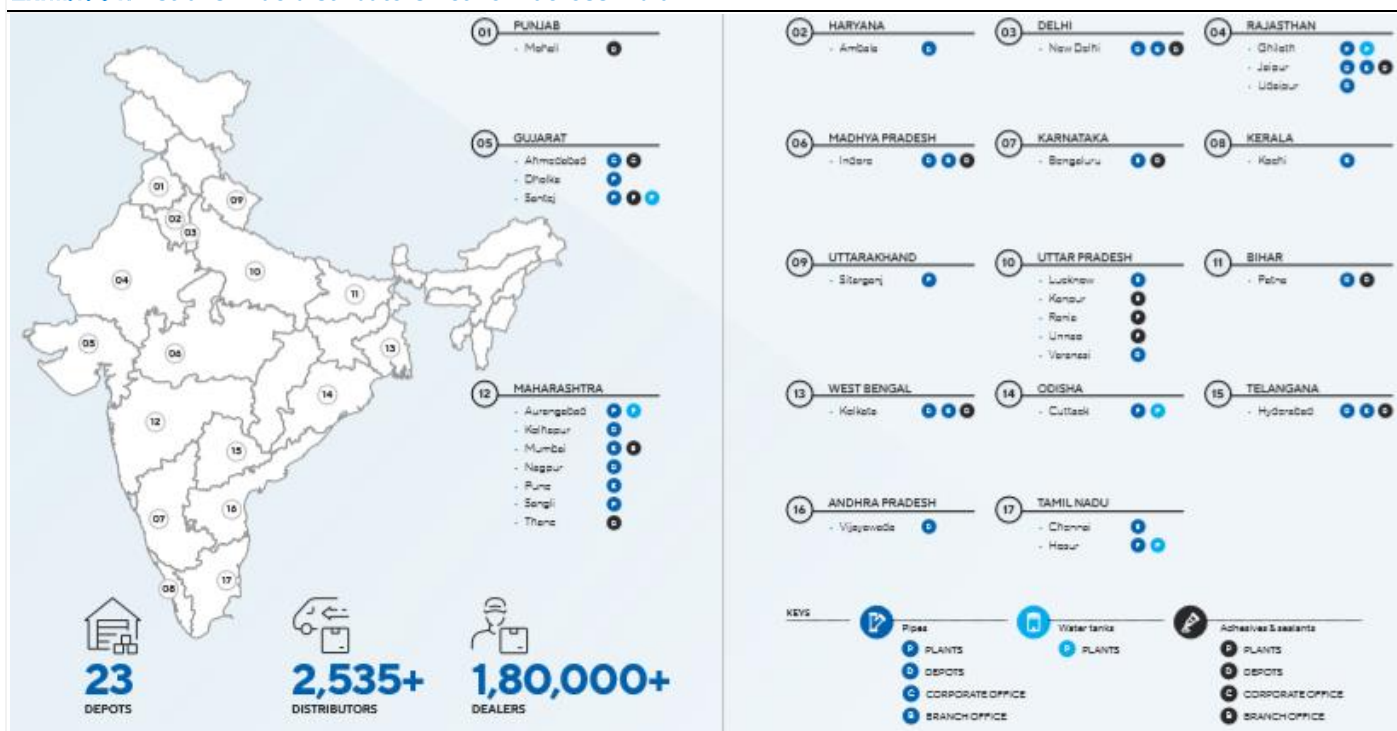 01 PUNJAB
- Mohali D
05 GUJARAT
- Ahmedabad C C
- Dholka P
- Santej P P P
12 MAHARASHTRA
- Aurangabad P P
- Kolhapur D
- Mumbai B B
- Nagpur D
- Pune B
- Sangli P
- Thane D
01
02
03
04
05
06
07
08
09
10
11
12
13
14
15
16
17
23
DEPOTS
2,535+
DISTRIBUTORS
1,80,000+
DEALERS
02 HARYANA
- Ambala D
03 DELHI
- New Delhi
04 RAJASTHAN
- Ghiloth P P
- Jaipur
- Udaipur
06 MADHYA PRADESH
- Indore D B D
07 KARNATAKA
- Bengaluru B D
08 KERALA
- Kochi
09 UTTARAKHAND
- Sitarganj P
10 UTTAR PRADESH
- Lucknow B
- Kanpur
- Rania P
- Unnao P
- Varanasi
11 BIHAR
- Patna
13 WEST BENGAL
- Kolkata D B
14 ODISHA
- Cuttack P P
15 TELANGANA
- Hyderabad
16 ANDHRA PRADESH
- Vijayawada D
17 TAMIL NADU
- Chennai B
- Hosur P P
KEYS
Pipes
P PLANTS
D DEPOTS
C CORPORATE OFFICE
B BRANCH OFFICE
Water tanks
P PLANTS
Adhesives & sealants
P PLANTS
D DEPOTS
C CORPORATE OFFICE
B BRANCH OFFICE